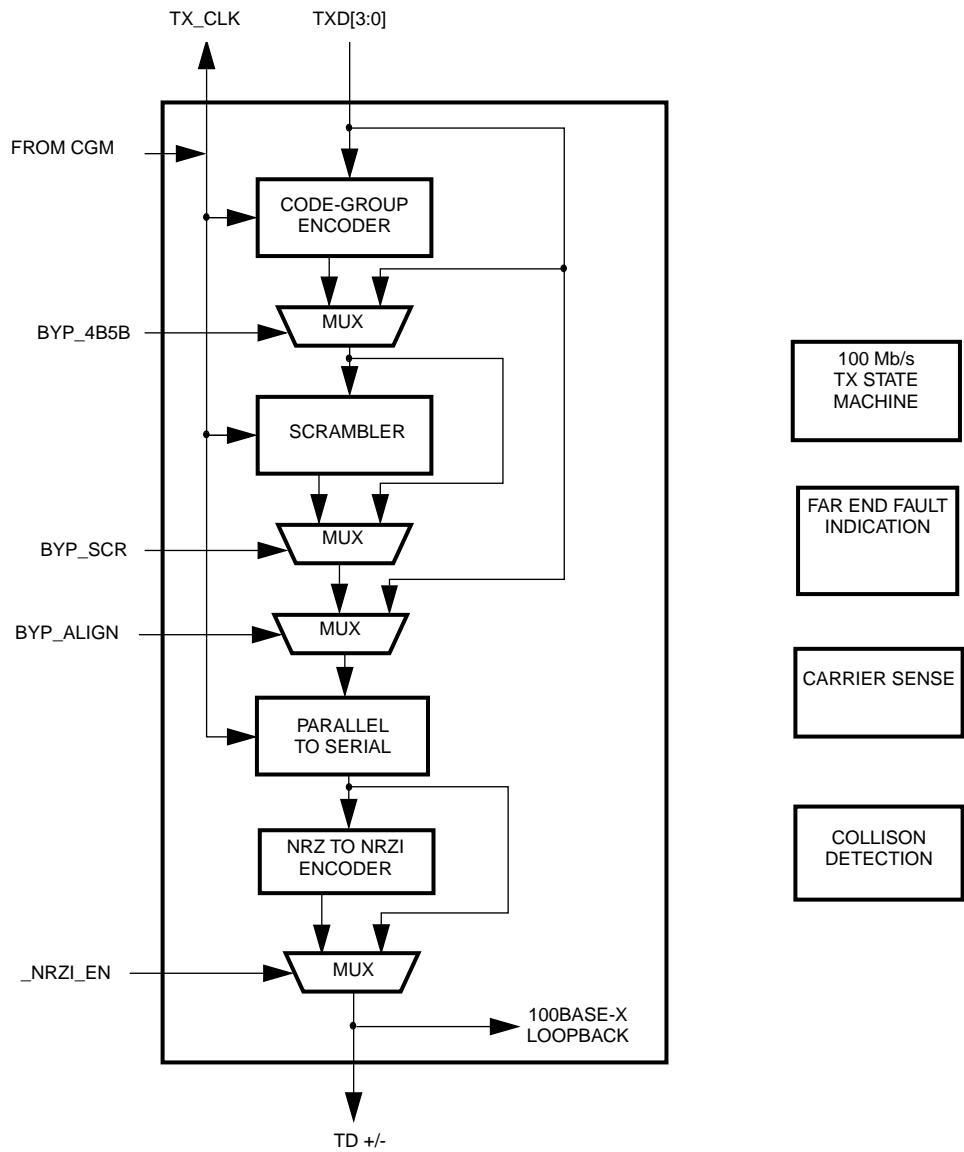 TX_CLK
TXD[3:0]
FROM CGM
CODE-GROUP
ENCODER
MUX
BYP_4B5B
100 Mb/s
TX STATE
MACHINE
SCRAMBLER
FAR END FAULT
INDICATION
MUX
BYP_SCR
MUX
BYP_ALIGN
CARRIER SENSE
PARALLEL
TO SERIAL
NRZ TO NRZI
ENCODER
COLLISON
DETECTION
MUX
_NRZI_EN
100BASE-X
LOOPBACK
TD +/-